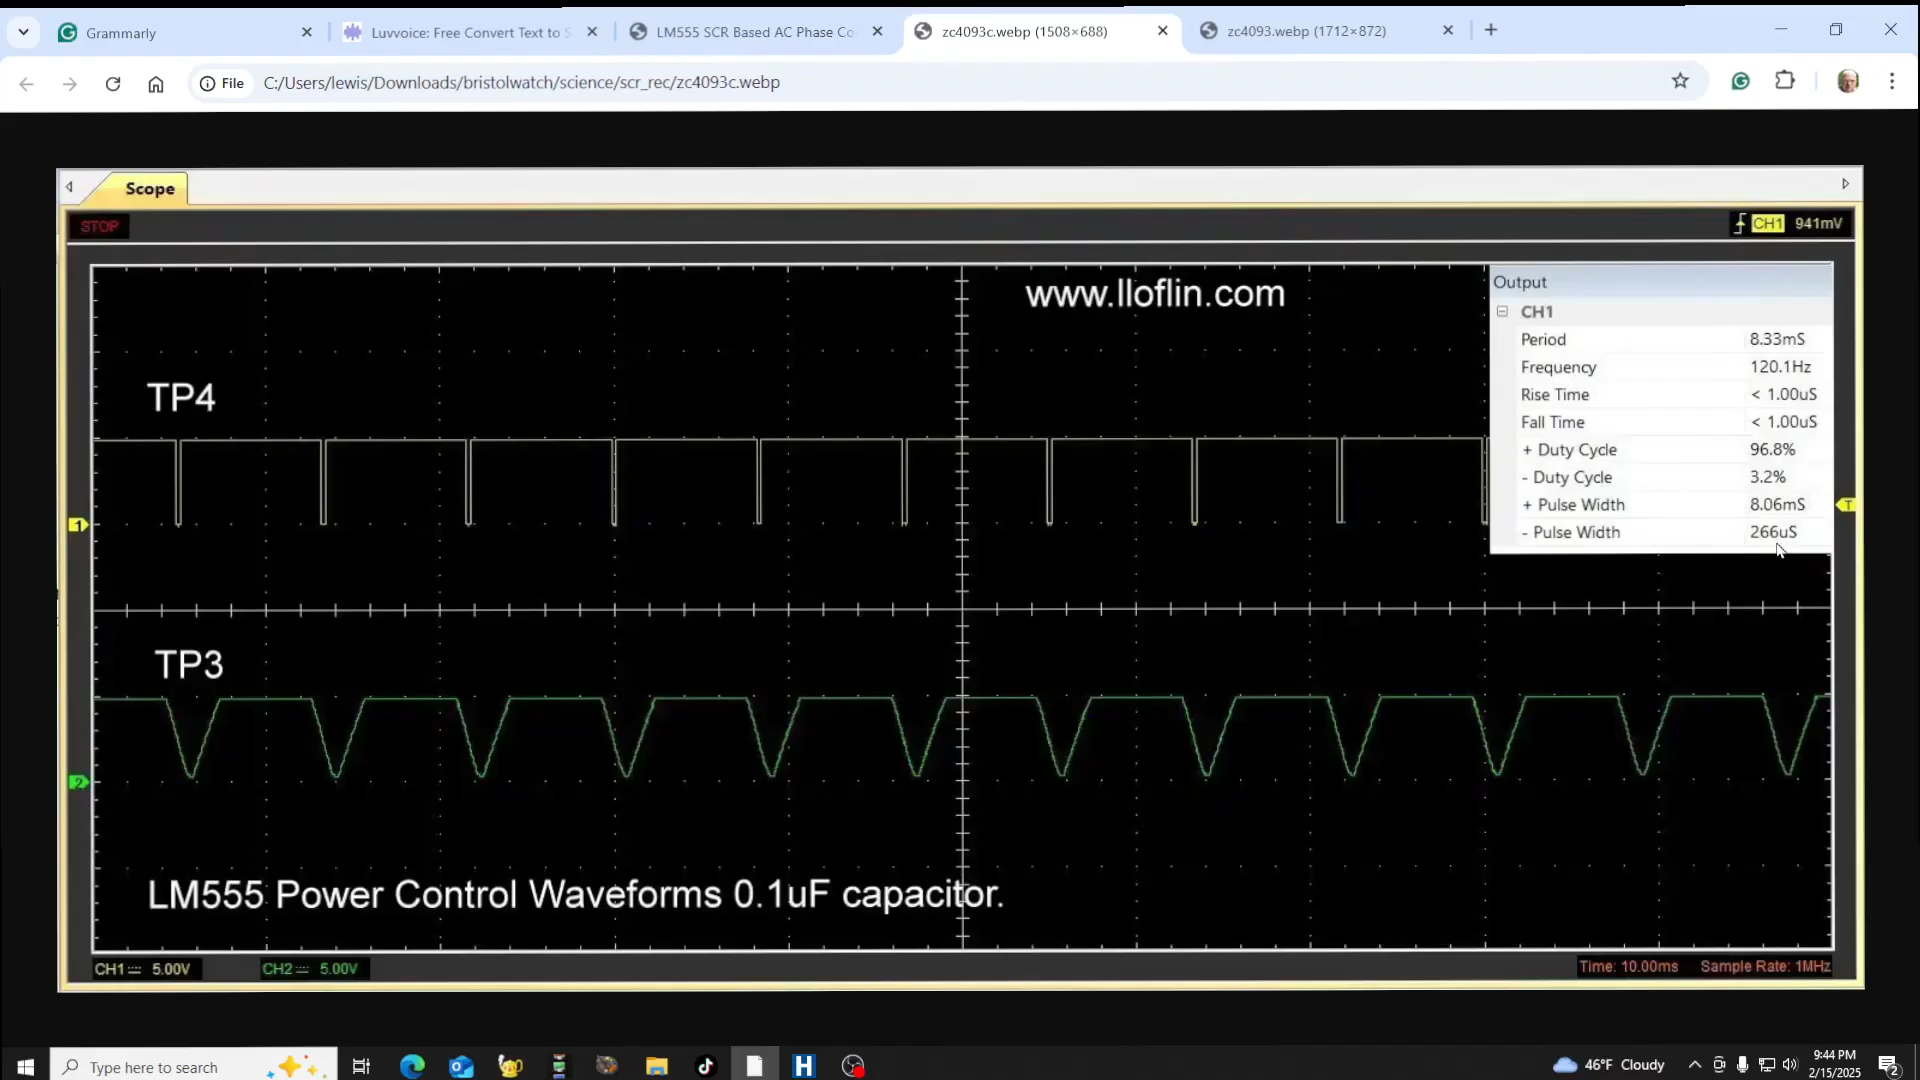 Grammarly
Luvvoice: Free Convert Text to S
LM555 SCR Based AC Phase Co
zc4093c.webp (1508×688)
zc4093.webp (1712×872)
File
C:/Users/lewis/Downloads/bristolwatch/science/scr_rec/zc4093c.webp
Scope
STOP
CH1 941mV
www.lloflin.com
Output
CH1
Period 8.33mS
Frequency 120.1Hz
Rise Time < 1.00uS
Fall Time < 1.00uS
+ Duty Cycle 96.8%
- Duty Cycle 3.2%
+ Pulse Width 8.06mS
- Pulse Width 266uS
TP4
1
T
TP3
2
LM555 Power Control Waveforms 0.1uF capacitor.
CH1 5.00V
CH2 5.00V
Time: 10.00ms Sample Rate: 1MHz
Type here to search
H
46°F Cloudy
9:44 PM
2/15/2025
2